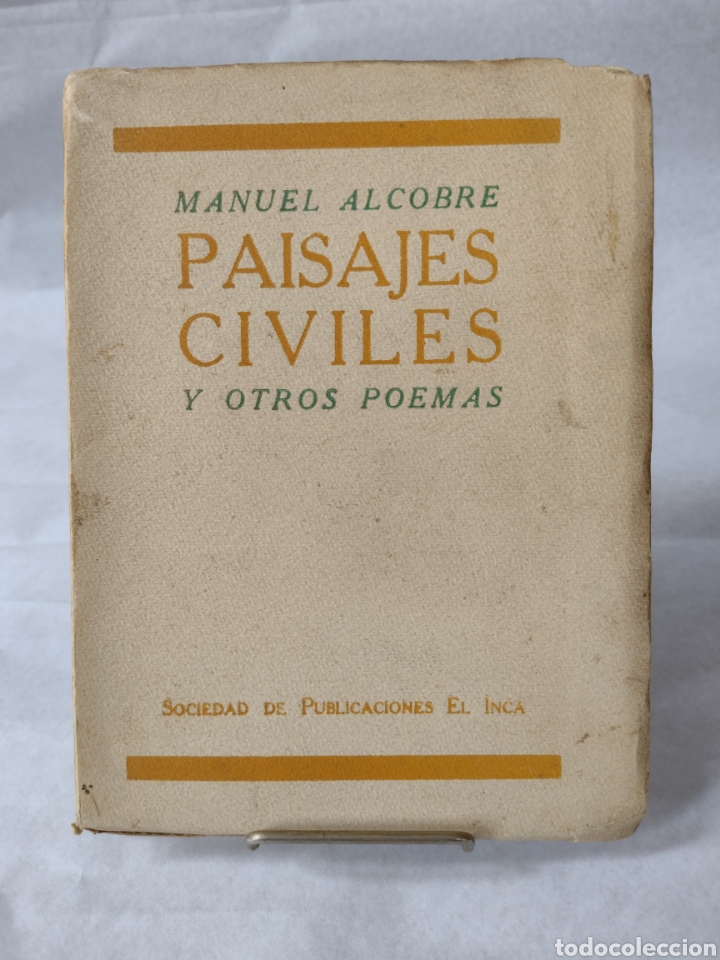 MANUEL ALCOBRE
PAISAJES
CIVILES
Y OTROS POEMAS
SOCIEDAD DE PUBLICACIONES EL INCA
todocoleccion